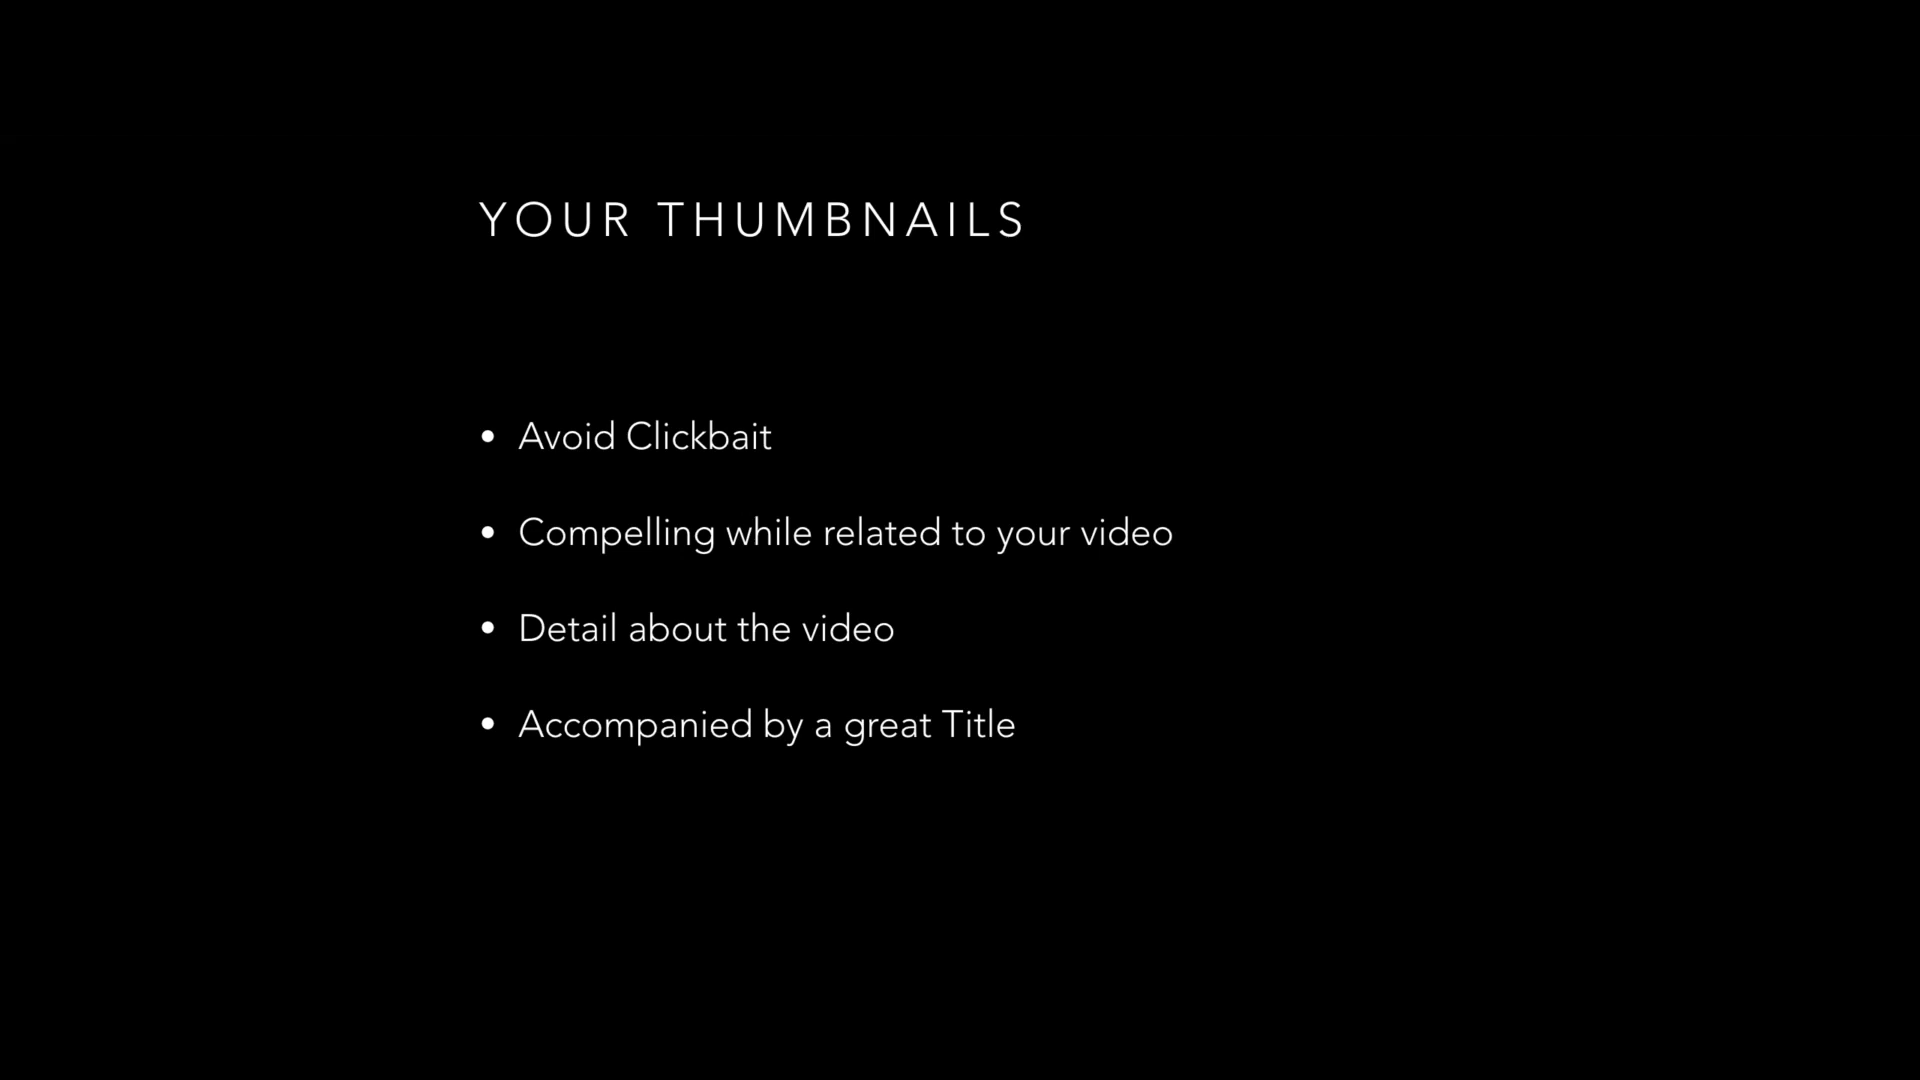 YOUR THUMBNAILS
• Avoid Clickbait
• Compelling while related to your video
• Detail about the video
• Accompanied by a great Title